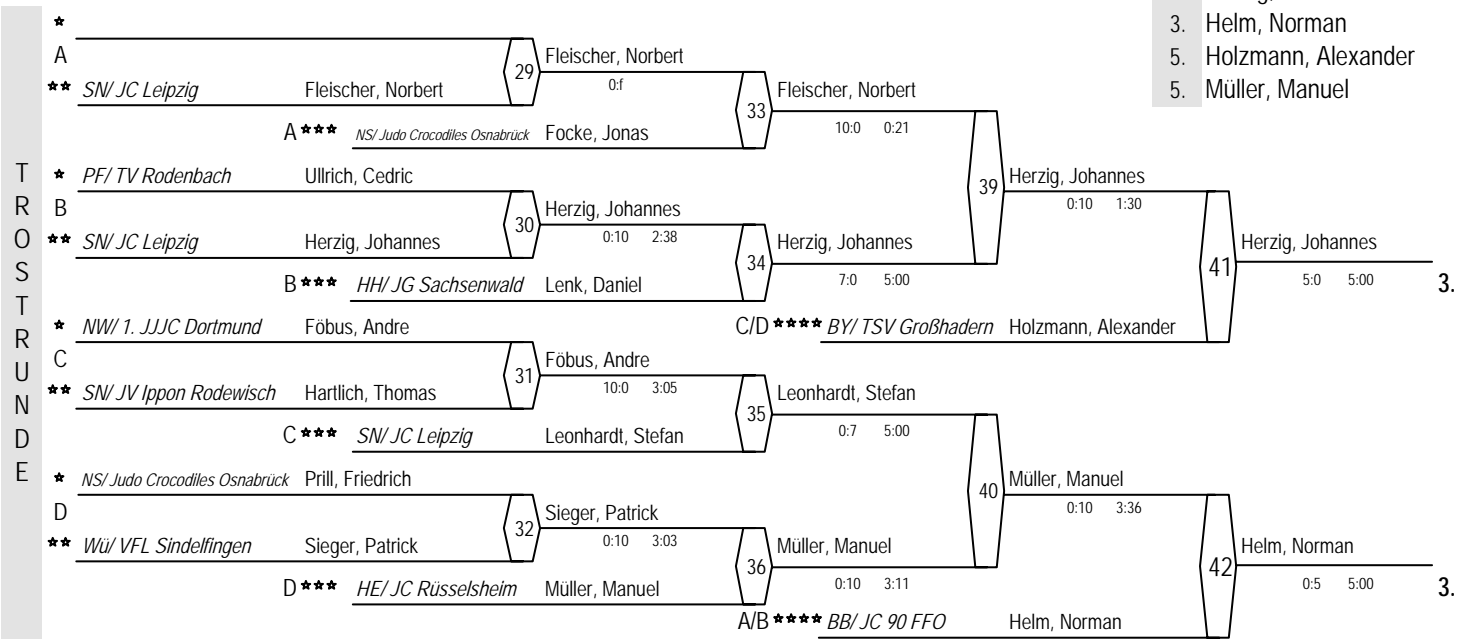 3. Helm, Norman
5. Holzmann, Alexander
5. Müller, Manuel
TROSTRUNDE
*
A
29
Fleischer, Norbert
0:f
** SN/ JC Leipzig Fleischer, Norbert
33
Fleischer, Norbert
10:0 0:21
A *** NS/ Judo Crocodiles Osnabrück Focke, Jonas
* PF/ TV Rodenbach Ullrich, Cedric
39
Herzig, Johannes
0:10 1:30
B
30
Herzig, Johannes
0:10 2:38
** SN/ JC Leipzig Herzig, Johannes
34
Herzig, Johannes
7:0 5:00
41
Herzig, Johannes
5:0 5:00 3.
B *** HH/ JG Sachsenwald Lenk, Daniel
* NW/ 1. JJJC Dortmund Föbus, Andre
C/D **** BY/ TSV Großhadern Holzmann, Alexander
C
31
Föbus, Andre
10:0 3:05
** SN/ JV Ippon Rodewisch Hartlich, Thomas
35
Leonhardt, Stefan
0:7 5:00
C *** SN/ JC Leipzig Leonhardt, Stefan
* NS/ Judo Crocodiles Osnabrück Prill, Friedrich
40
Müller, Manuel
0:10 3:36
D
32
Sieger, Patrick
0:10 3:03
** Wü/ VFL Sindelfingen Sieger, Patrick
36
Müller, Manuel
0:10 3:11
42
Helm, Norman
0:5 5:00 3.
D *** HE/ JC Rüsselsheim Müller, Manuel
A/B **** BB/ JC 90 FFO Helm, Norman